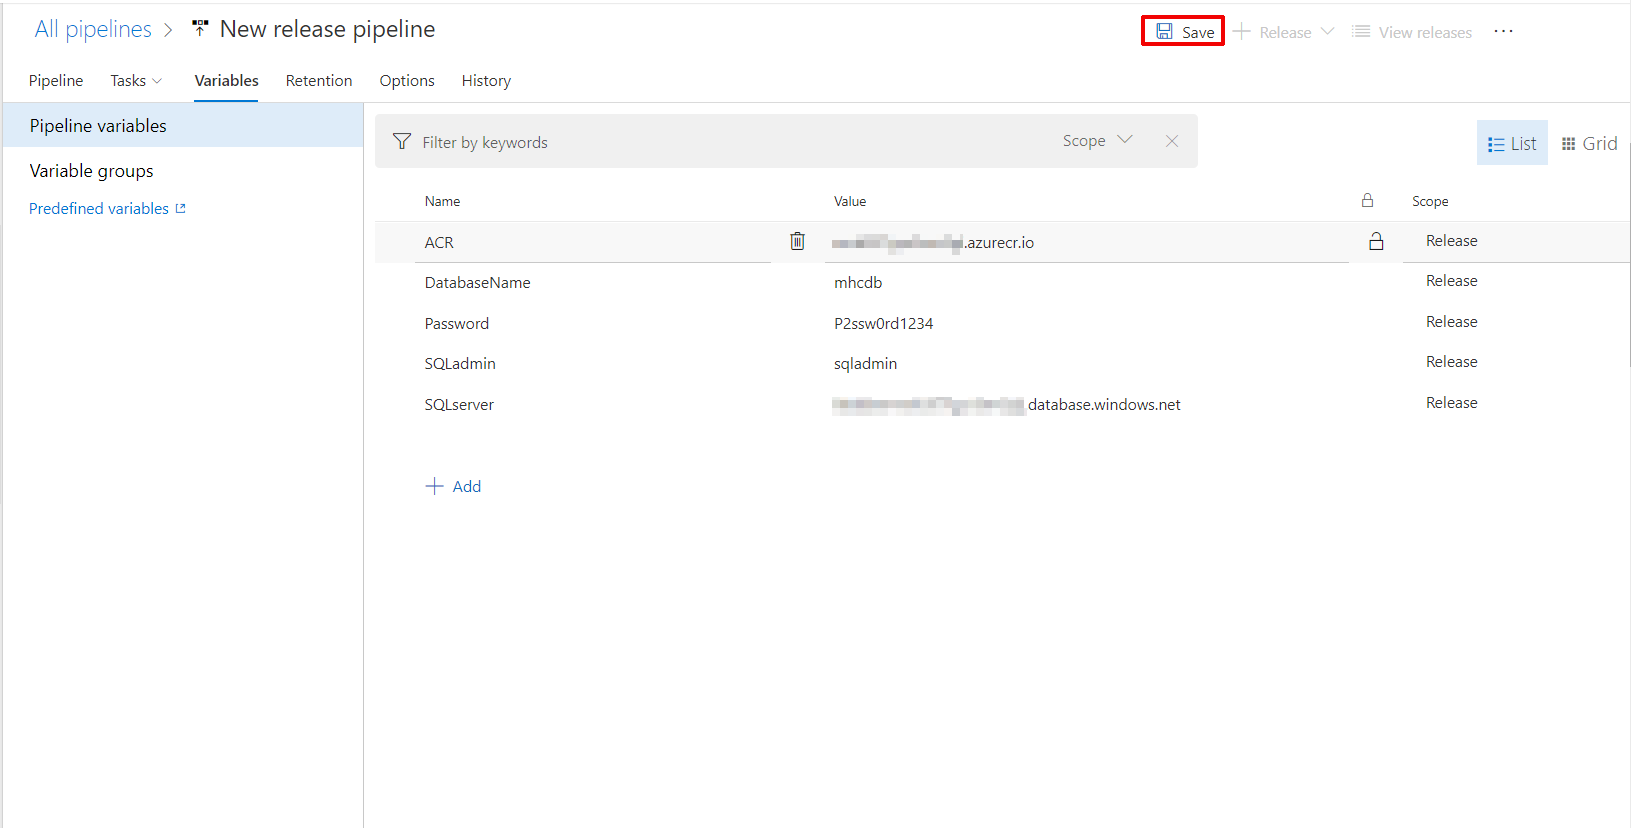 All pipelines > New release pipeline
Save Release View releases ...
Pipeline Tasks Variables Retention Options History
Pipeline variables
Variable groups
Predefined variables
Filter by keywords Scope
List Grid
Name Value Scope
ACR .azurecr.io Release
DatabaseName mhcdb Release
Password P2ssw0rd1234 Release
SQLadmin sqladmin Release
SQLserver database.windows.net Release
+ Add